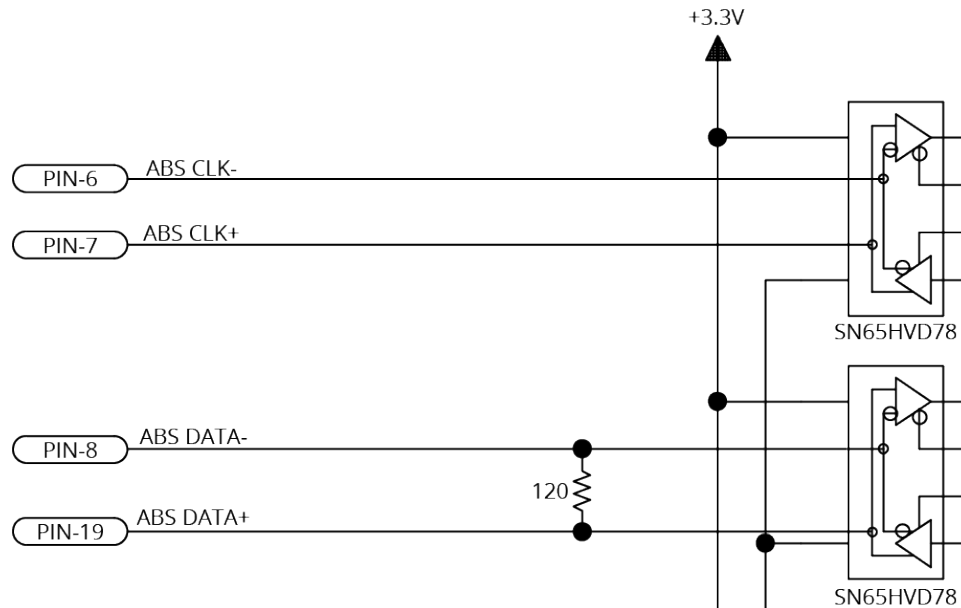 +3.3V
PIN-6 ABS CLK-
PIN-7 ABS CLK+
SN65HVD78
PIN-8 ABS DATA-
120
PIN-19 ABS DATA+
SN65HVD78